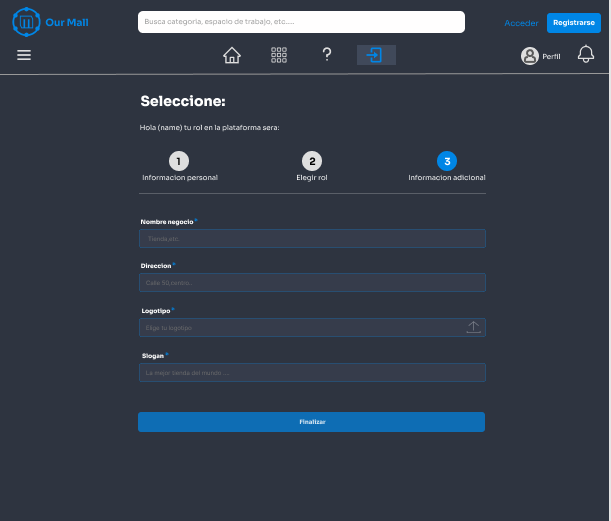 Our Mall
Busca categoria, espacio de trabajo, etc.....
Acceder
Registrarse
?
Perfil
Seleccione:
Hola (name) tu rol en la plataforma sera:
1
2
3
Informacion personal
Elegir rol
Informacion adicional
Nombre negocio*
Tienda,etc
Direccion*
Calle 50,centro..
Logotipo*
Elige tu logotipo
Slogan*
La mejor tienda del mundo ....
Finalizar